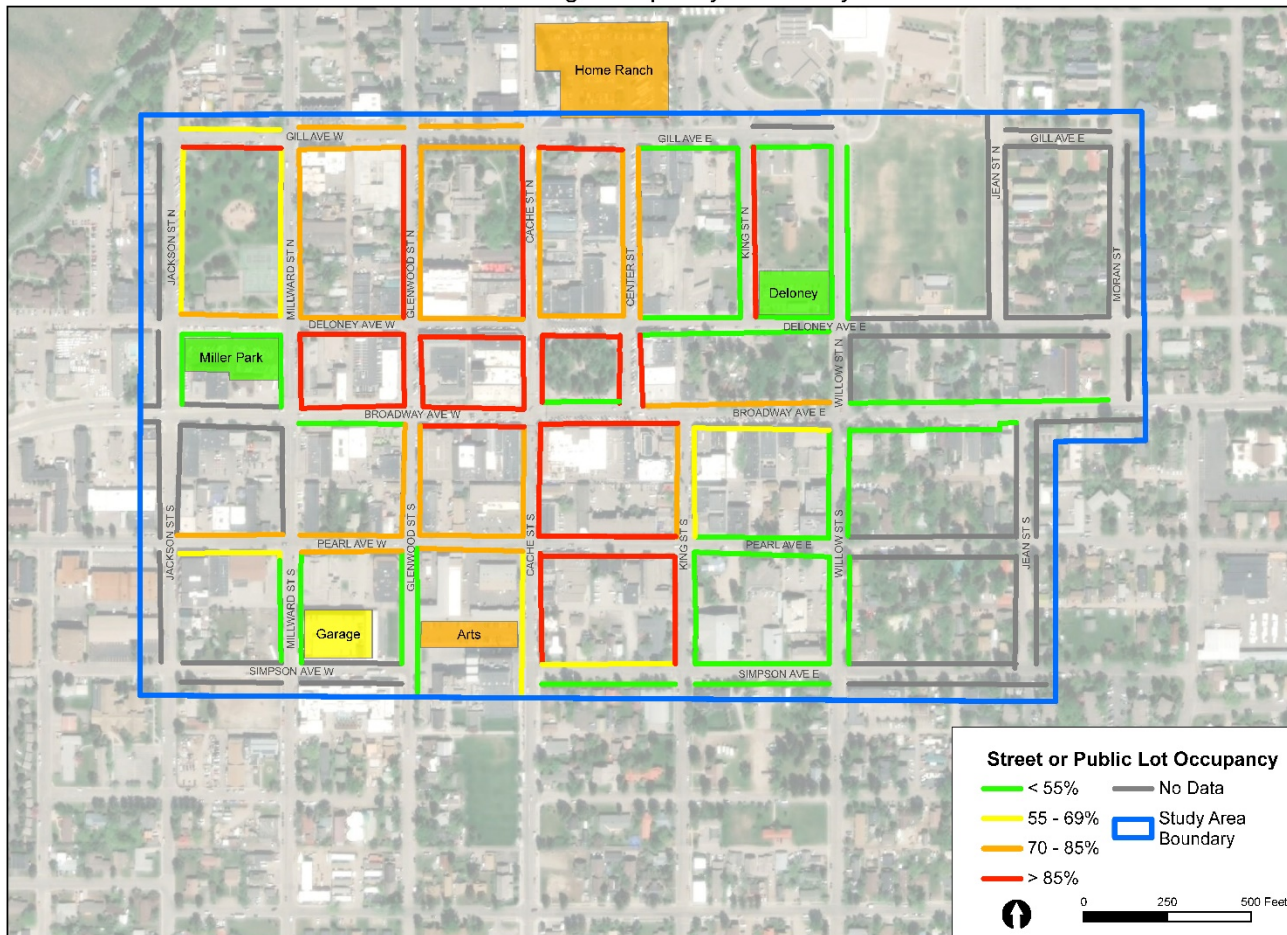 Home Ranch
GILL AVE W
GILL AVE E
GILL AVE E
JACKSON ST N
MILLWARD ST N
GLENWOOD ST N
CACHE ST N
CENTER ST
KING ST N
JEAN ST N
MORAN ST
Deloney
DELONEY AVE W
DELONEY AVE E
Miller Park
WILLOW ST N
BROADWAY AVE W
BROADWAY AVE E
JACKSON ST S
PEARL AVE W
GLENWOOD ST S
CACHE ST S
KING ST S
PEARL AVE E
WILLOW ST S
JEAN ST S
MILLWARD ST S
Garage
Arts
SIMPSON AVE W
SIMPSON AVE E
Street or Public Lot Occupancy
< 55%
No Data
55 - 69%
Study Area
Boundary
70 - 85%
> 85%
0 250 500 Feet